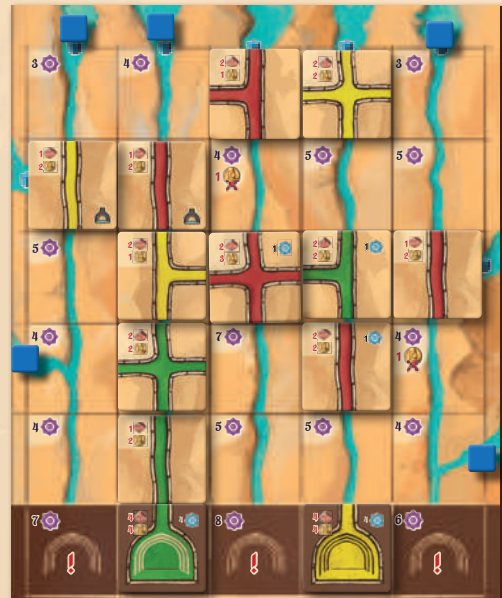 3 4 2 2 3
1 2
1 1 4 5 5
2 2 1
5 2 2 1 2 1 1
1 3 2 2
4 2 7 2 1 4
2 2 1
4 1 5 5 4
2
7 4 4 8 4 4 6
4 4
! ! !